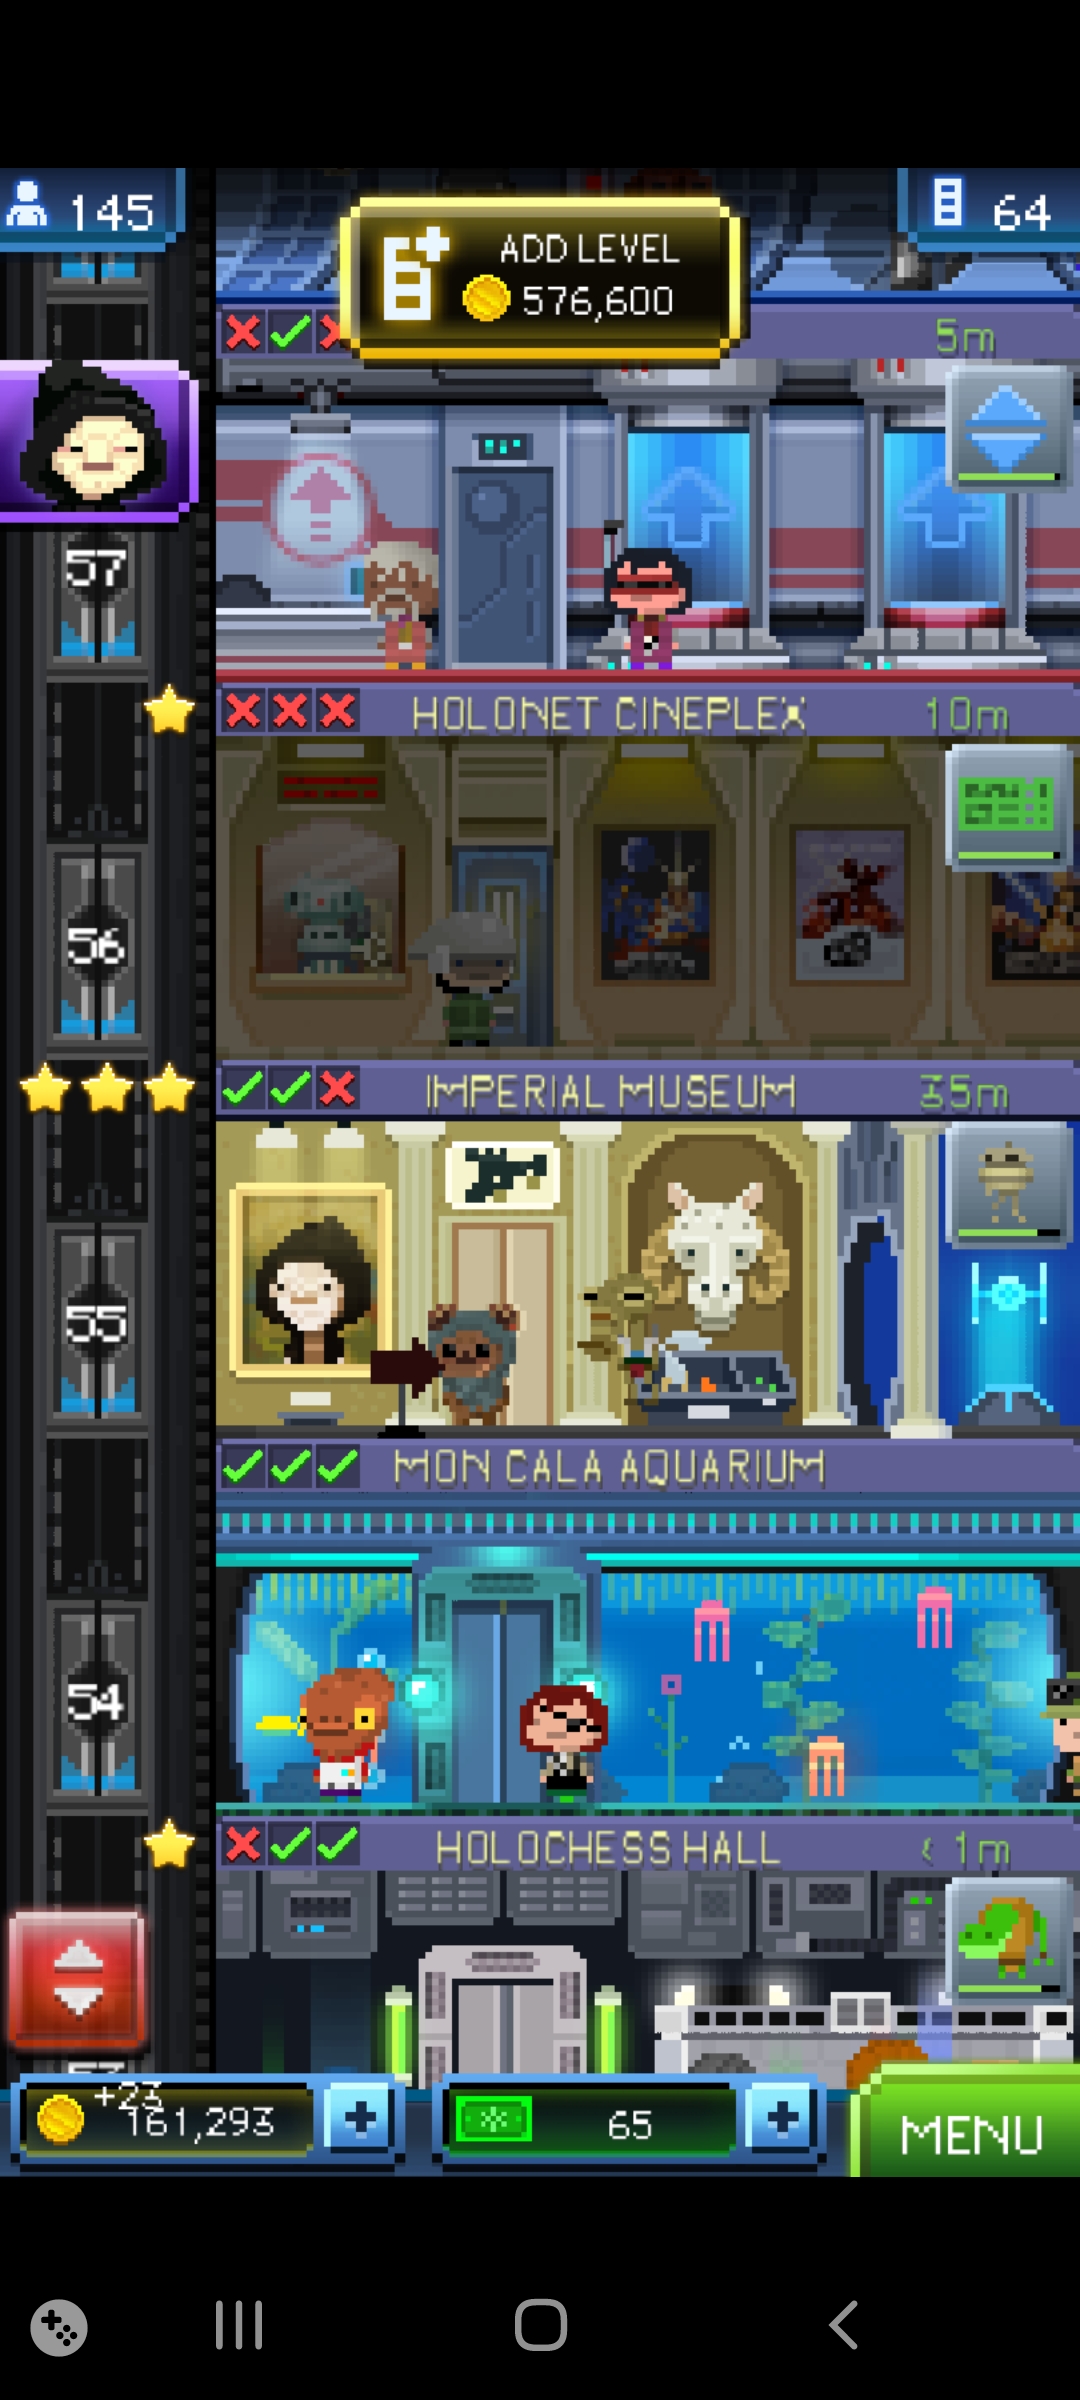 145
64
ADD LEVEL
576,600
5m
57
HOLONET CINEPLEX
10m
56
IMPERIAL MUSEUM
35m
55
MON CALA AQUARIUM
54
HOLOCHESS HALL
< 1m
+23
161,293
65
MENU